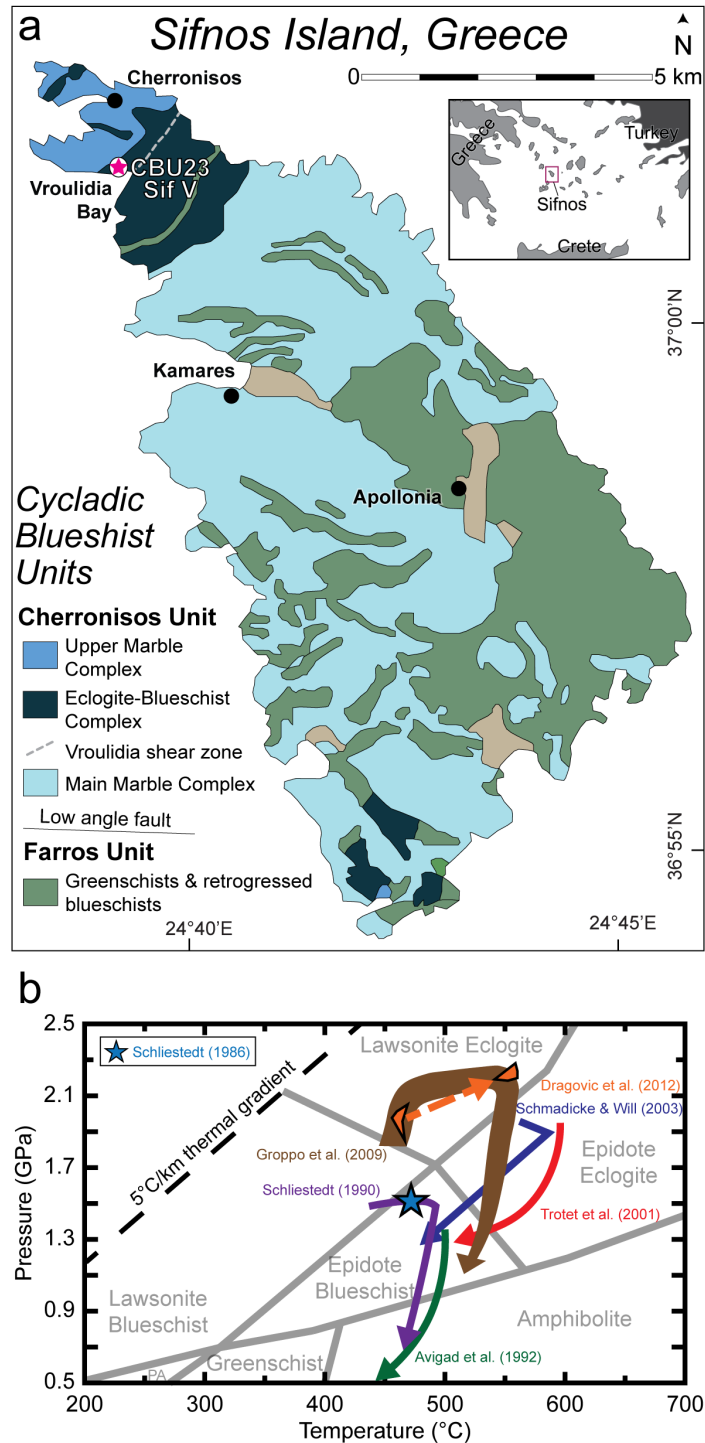 a
Sifnos Island, Greece
N
0
5 km
Cherronisos
CBU23
Sif V
Vroulidia
Bay
Greece
Turkey
Sifnos
Crete
37°00'N
Kamares
Apollonia
Cycladic
Blueshist
Units
Cherronisos Unit
Upper Marble
Complex
Eclogite-Blueschist
Complex
Vroulidia shear zone
Main Marble Complex
Low angle fault
Farros Unit
Greenschists & retrogressed
blueschists
36°55'N
24°40'E
24°45'E
b
2.5
2.1
1.7
1.3
0.9
0.5
Pressure (GPa)
Schliestedt (1986)
Lawsonite Eclogite
5°C/km thermal gradient
Dragovic et al. (2012)
Schmadicke & Will (2003)
Groppo et al. (2009)
Epidote
Eclogite
Schliestedt (1990)
Trotet et al. (2001)
Epidote
Blueschist
Lawsonite
Blueschist
Amphibolite
Greenschist
Avigad et al. (1992)
PA
200
300
400
500
600
700
Temperature (°C)